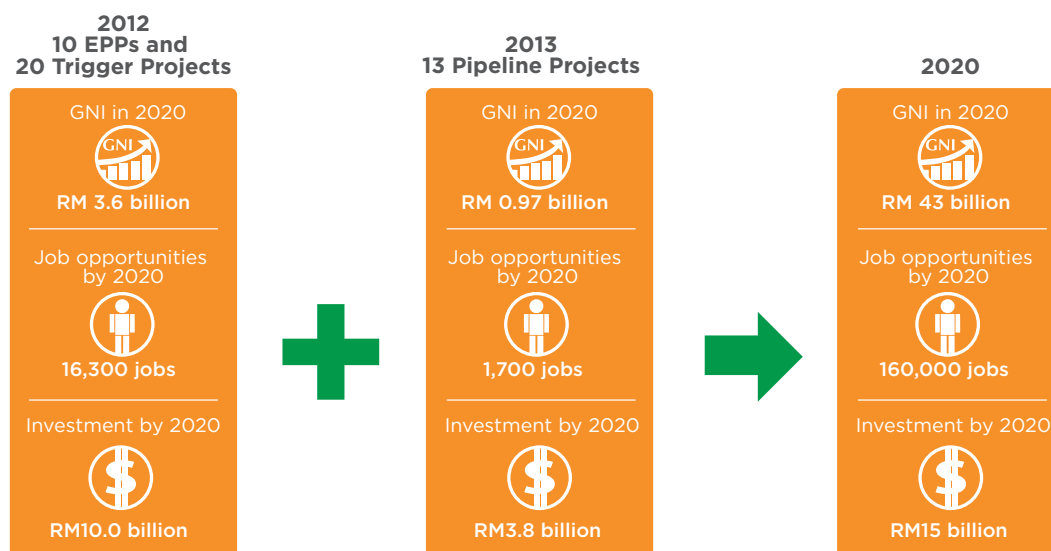 2012
10 EPPs and
20 Trigger Projects
GNI in 2020
GNI
RM 3.6 billion
Job opportunities
by 2020
16,300 jobs
Investment by 2020
$
RM10.0 billion
2013
13 Pipeline Projects
GNI in 2020
GNI
RM 0.97 billion
Job opportunities
by 2020
1,700 jobs
Investment by 2020
$
RM3.8 billion
2020
GNI in 2020
GNI
RM 43 billion
Job opportunities
by 2020
160,000 jobs
Investment by 2020
$
RM15 billion